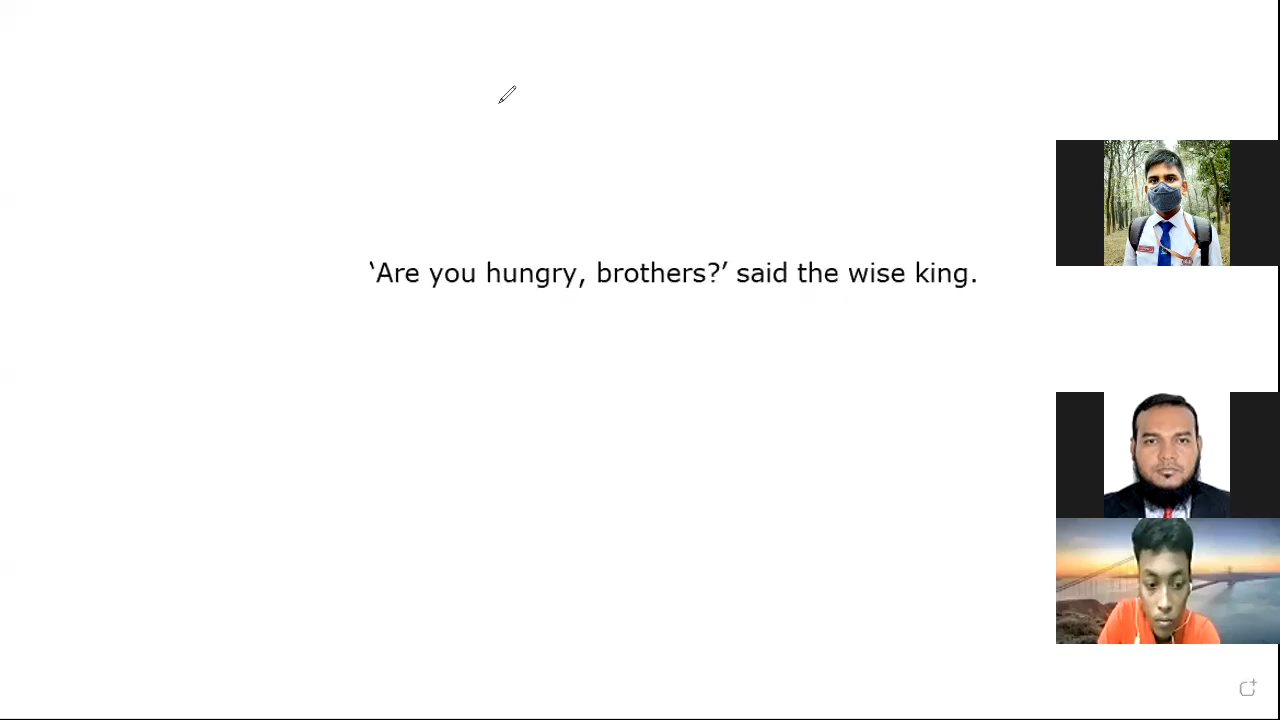 ‘Are you hungry, brothers?’ said the wise king.